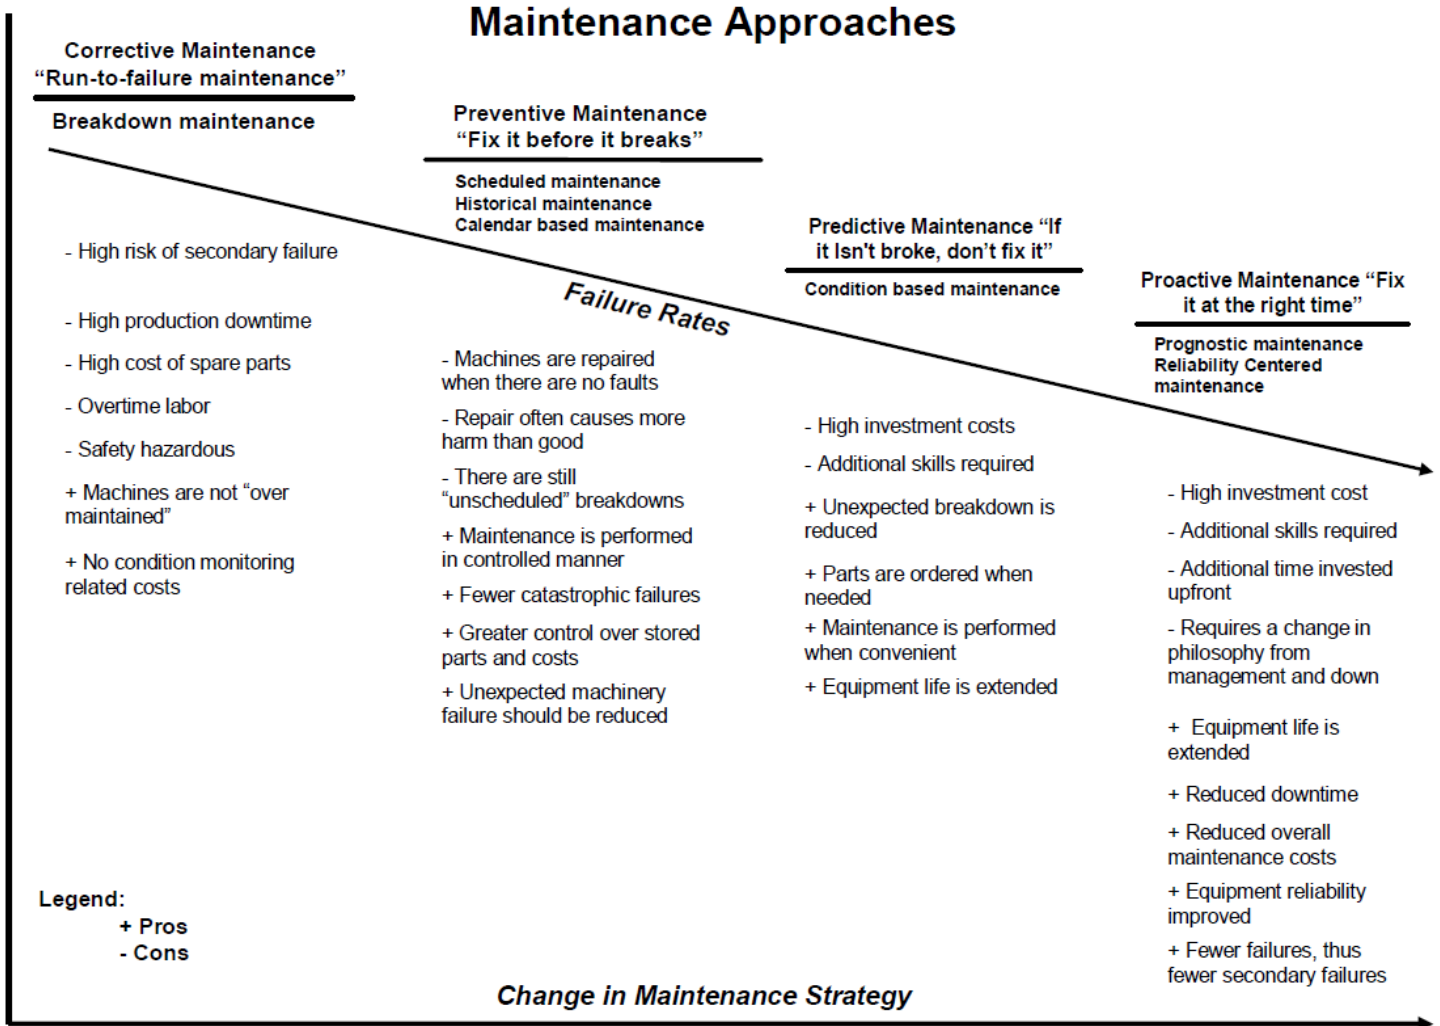 Maintenance Approaches
Corrective Maintenance
“Run-to-failure maintenance”
Breakdown maintenance
- High risk of secondary failure
- High production downtime
- High cost of spare parts
- Overtime labor
- Safety hazardous
+ Machines are not “over
maintained”
+ No condition monitoring
related costs
Preventive Maintenance
“Fix it before it breaks”
Scheduled maintenance
Historical maintenance
Calendar based maintenance
Failure Rates
- Machines are repaired
when there are no faults
- Repair often causes more
harm than good
- There are still
“unscheduled” breakdowns
+ Maintenance is performed
in controlled manner
+ Fewer catastrophic failures
+ Greater control over stored
parts and costs
+ Unexpected machinery
failure should be reduced
Predictive Maintenance “If
it Isn't broke, don’t fix it”
Condition based maintenance
- High investment costs
- Additional skills required
+ Unexpected breakdown is
reduced
+ Parts are ordered when
needed
+ Maintenance is performed
when convenient
+ Equipment life is extended
Proactive Maintenance “Fix
it at the right time”
Prognostic maintenance
Reliability Centered
maintenance
- High investment cost
- Additional skills required
- Additional time invested
upfront
- Requires a change in
philosophy from
management and down
+ Equipment life is
extended
+ Reduced downtime
+ Reduced overall
maintenance costs
+ Equipment reliability
improved
+ Fewer failures, thus
fewer secondary failures
Legend:
+ Pros
- Cons
Change in Maintenance Strategy